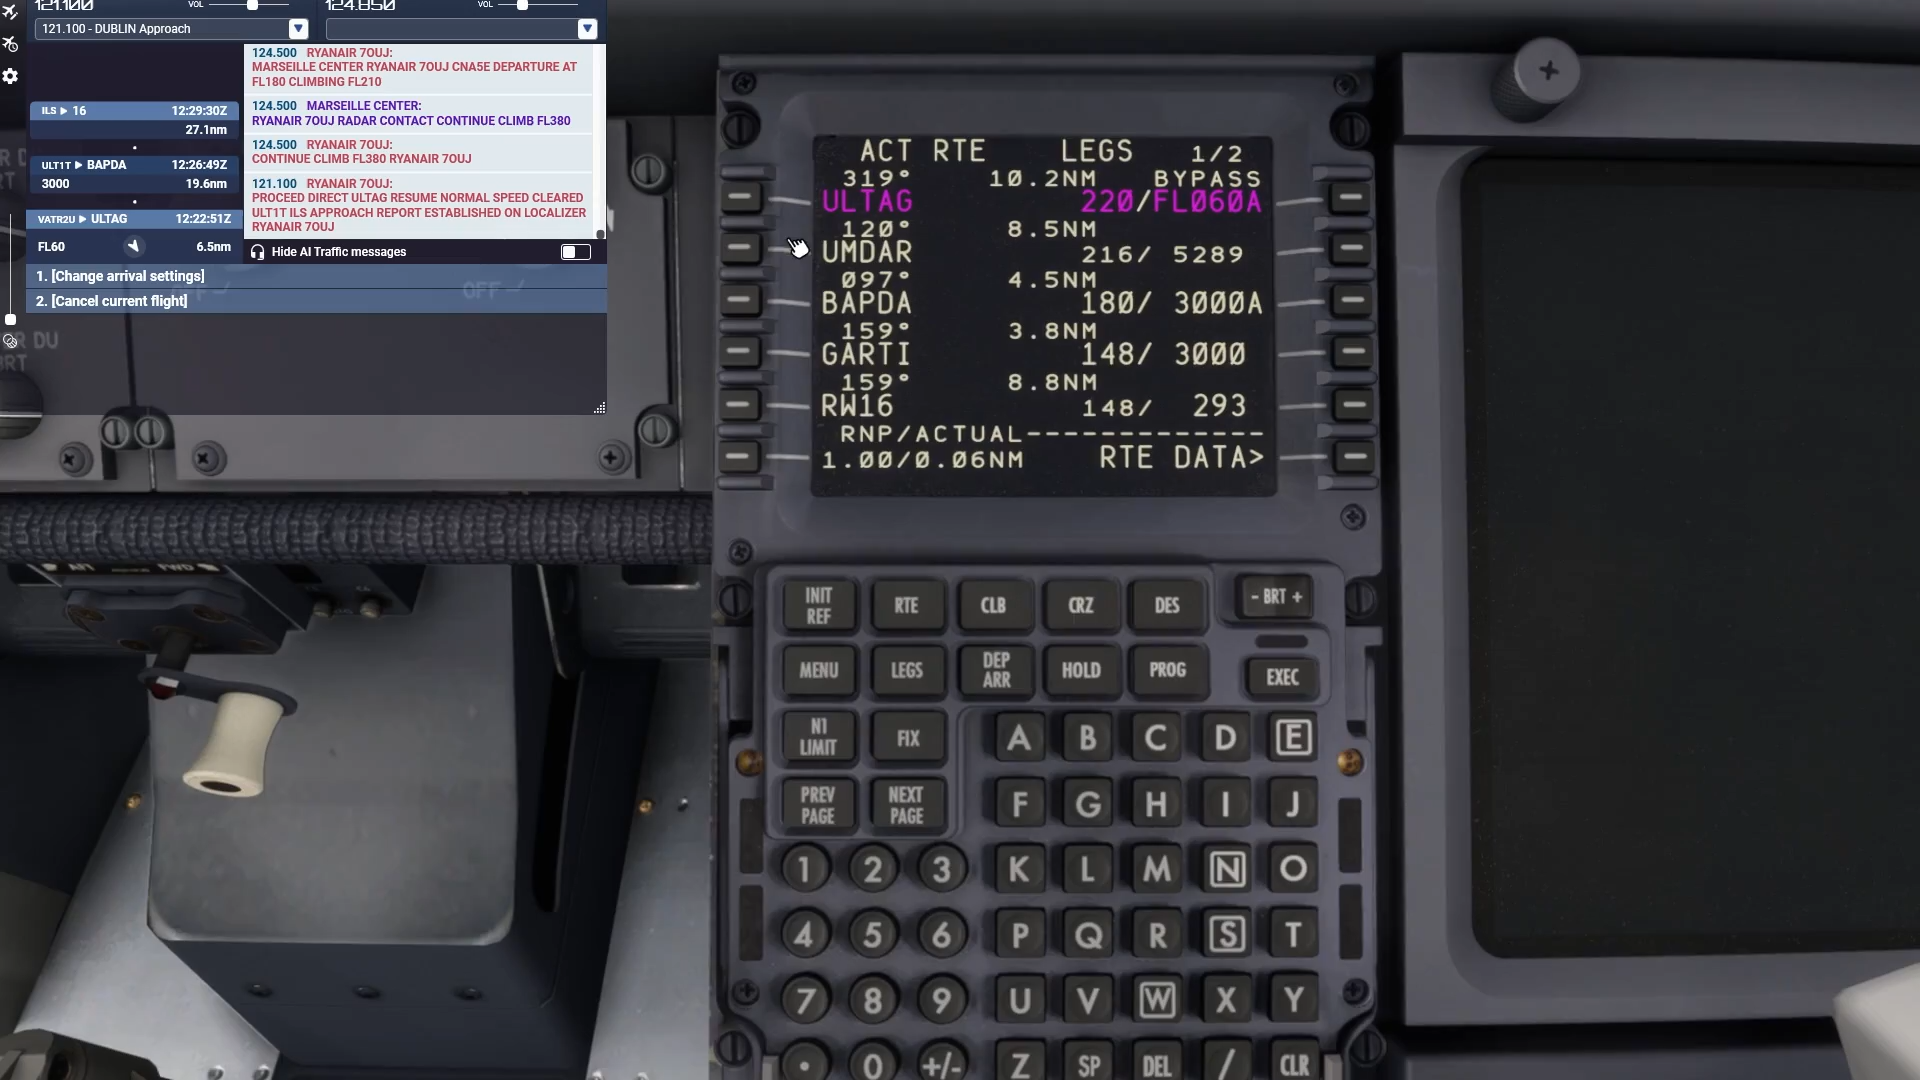 121.100
VOL
124.850
VOL
121.100 - DUBLIN Approach
124.500 RYANAIR 7OUJ:
MARSEILLE CENTER RYANAIR 7OUJ CNA5E DEPARTURE AT
FL180 CLIMBING FL210
124.500 MARSEILLE CENTER:
RYANAIR 7OUJ RADAR CONTACT CONTINUE CLIMB FL380
124.500 RYANAIR 7OUJ:
CONTINUE CLIMB FL380 RYANAIR 7OUJ
121.100 RYANAIR 7OUJ:
PROCEED DIRECT ULTAG RESUME NORMAL SPEED CLEARED
ULT1T ILS APPROACH REPORT ESTABLISHED ON LOCALIZER
RYANAIR 7OUJ
ILS ▶ 16 12:29:30Z
27.1nm
ULT1T ▶ BAPDA 12:26:49Z
3000 19.6nm
VATR2U ▶ ULTAG 12:22:51Z
FL60 6.5nm
Hide AI Traffic messages
1. [Change arrival settings]
2. [Cancel current flight]
OFF
OFF
ER DU
RT
FWD
ACT RTE LEGS 1/2
319° 10.2NM BYPASS
ULTAG 220/FL060A
120° 8.5NM
UMDAR 216/ 5289
097° 4.5NM
BAPDA 180/ 3000A
159° 3.8NM
GARTI 148/ 3000
159° 8.8NM
RW16 148/ 293
RNP/ACTUAL-------------
1.00/0.06NM RTE DATA>
INIT REF RTE CLB CRZ DES - BRT +
MENU LEGS DEP ARR HOLD PROG EXEC
N1 LIMIT FIX A B C D E
PREV PAGE NEXT PAGE F G H I J
1 2 3 K L M N O
4 5 6 P Q R S T
7 8 9 U V W X Y
. 0 +/- Z SP DEL / CLR